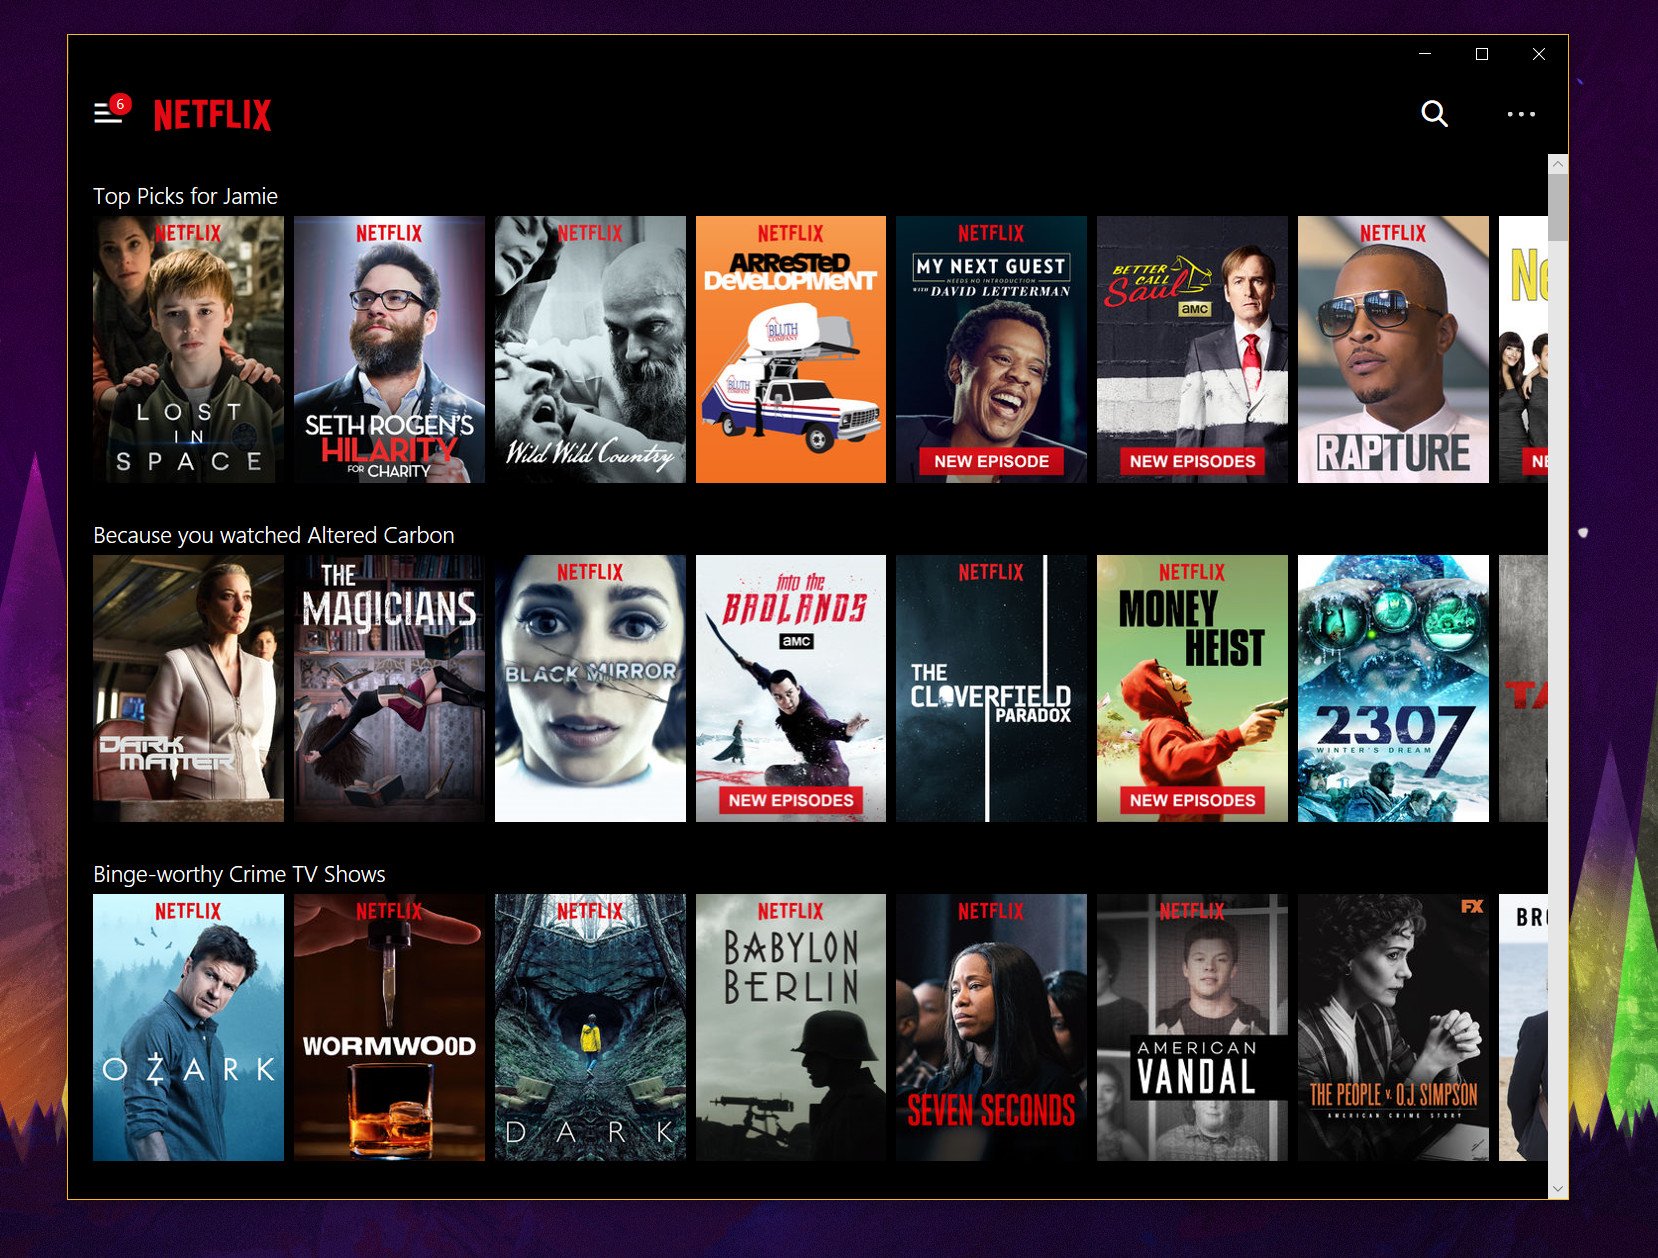 6
NETFLIX
Top Picks for Jamie
NETFLIX
LOST
IN
SPACE
NETFLIX
SETH ROGEN'S
HILARITY
FOR CHARITY
NETFLIX
Wild Wild Country
NETFLIX
ARRESTED
DEVELOPMENT
BLUTH
COMPANY
BLUTH
COMPANY
NETFLIX
MY NEXT GUEST
NEEDS NO INTRODUCTION
WITH DAVID LETTERMAN
NEW EPISODE
BETTER
CALL
Saul
amc
NEW EPISODES
NETFLIX
RAPTURE
Ne
NE
Because you watched Altered Carbon
DARK
MATTER
THE
MAGICIANS
NETFLIX
BLACK MIRROR
into the
BADLANDS
amc
NEW EPISODES
NETFLIX
THE
CLOVERFIELD
PARADOX
NETFLIX
MONEY
HEIST
NEW EPISODES
2307
WINTER'S DREAM
TA
Binge-worthy Crime TV Shows
NETFLIX
OZARK
NETFLIX
WORMWOOD
NETFLIX
DARK
NETFLIX
BABYLON
BERLIN
NETFLIX
SEVEN SECONDS
NETFLIX
AMERICAN
VANDAL
FX
THE PEOPLE v. O.J. SIMPSON
AMERICAN CRIME STORY
BRO